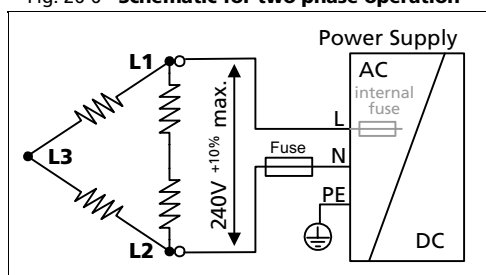 Fig. 26-6 Schematic for two phase operation
Power Supply
L1
AC
internal
fuse
L
240V +10% max.
Fuse
N
L3
PE
L2
DC